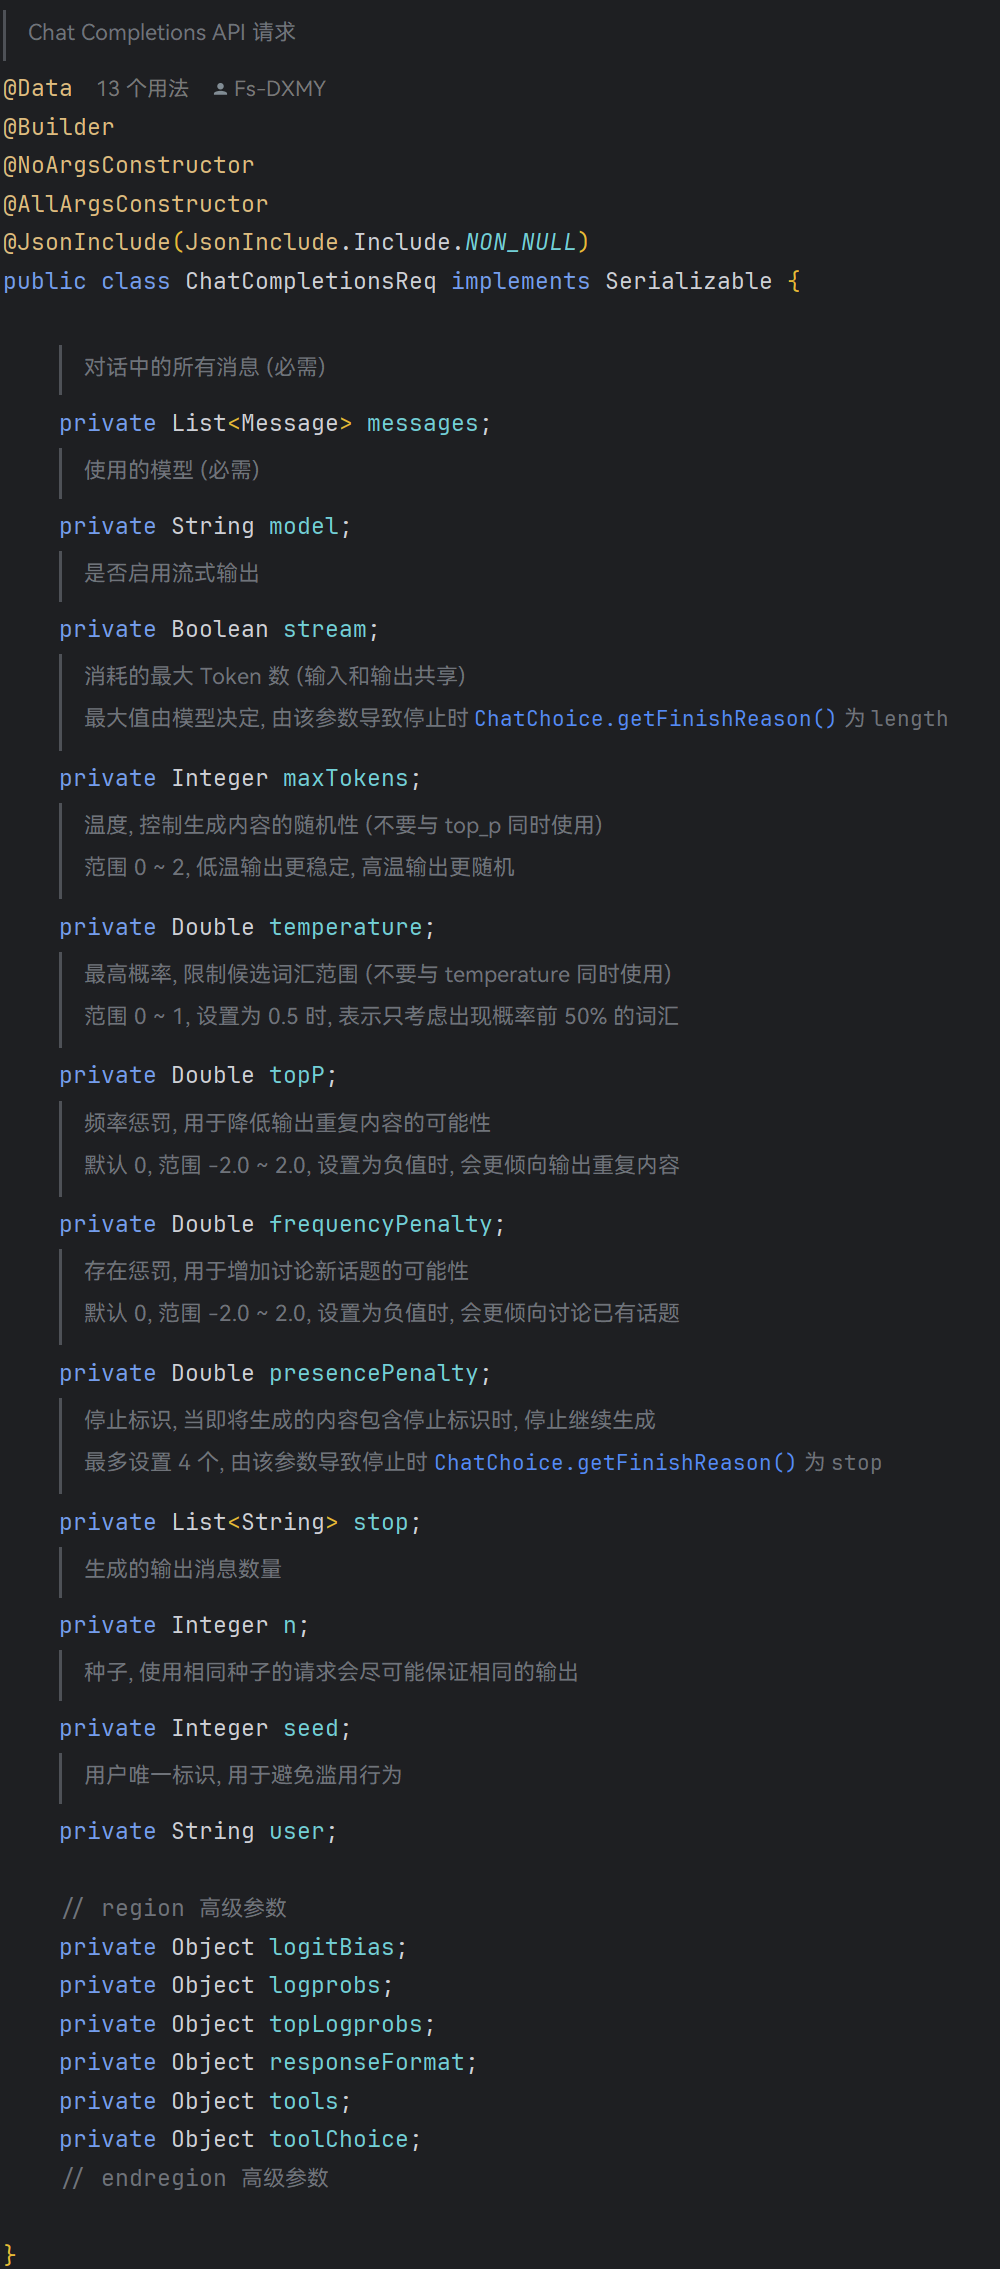 Chat Completions API 请求
@Data 13 个用法 Fs-DXMY
@Builder
@NoArgsConstructor
@AllArgsConstructor
@JsonInclude(JsonInclude.Include.NON_NULL)
public class ChatCompletionsReq implements Serializable {
对话中的所有消息 (必需)
private List<Message> messages;
使用的模型 (必需)
private String model;
是否启用流式输出
private Boolean stream;
消耗的最大 Token 数 (输入和输出共享)
最大值由模型决定, 由该参数导致停止时 ChatChoice.getFinishReason() 为 length
private Integer maxTokens;
温度, 控制生成内容的随机性 (不要与 top_p 同时使用)
范围 0 ~ 2, 低温输出更稳定, 高温输出更随机
private Double temperature;
最高概率, 限制候选词汇范围 (不要与 temperature 同时使用)
范围 0 ~ 1, 设置为 0.5 时, 表示只考虑出现概率前 50% 的词汇
private Double topP;
频率惩罚, 用于降低输出重复内容的可能性
默认 0, 范围 -2.0 ~ 2.0, 设置为负值时, 会更倾向输出重复内容
private Double frequencyPenalty;
存在惩罚, 用于增加讨论新话题的可能性
默认 0, 范围 -2.0 ~ 2.0, 设置为负值时, 会更倾向讨论已有话题
private Double presencePenalty;
停止标识, 当即将生成的内容包含停止标识时, 停止继续生成
最多设置 4 个, 由该参数导致停止时 ChatChoice.getFinishReason() 为 stop
private List<String> stop;
生成的输出消息数量
private Integer n;
种子, 使用相同种子的请求会尽可能保证相同的输出
private Integer seed;
用户唯一标识, 用于避免滥用行为
private String user;
// region 高级参数
private Object logitBias;
private Object logprobs;
private Object topLogprobs;
private Object responseFormat;
private Object tools;
private Object toolChoice;
// endregion 高级参数
}